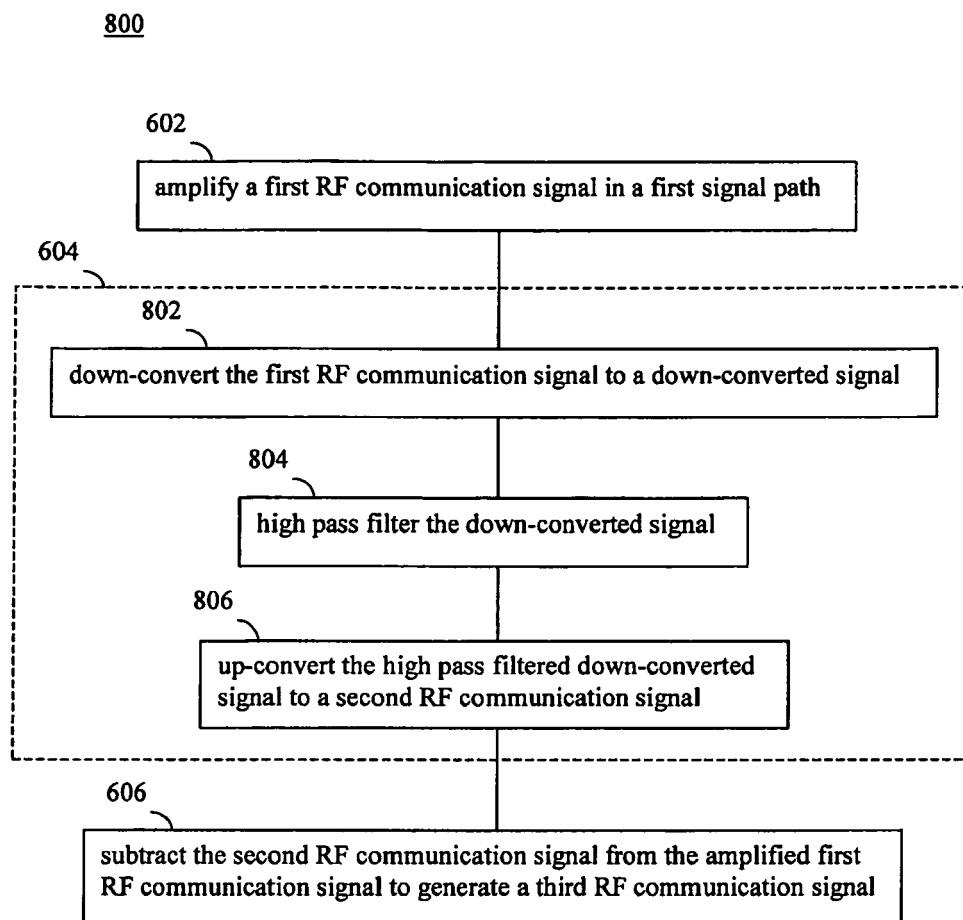 800
602
amplify a first RF communication signal in a first signal path
604
802
down-convert the first RF communication signal to a down-converted signal
804
high pass filter the down-converted signal
806
up-convert the high pass filtered down-converted
signal to a second RF communication signal
606
subtract the second RF communication signal from the amplified first
RF communication signal to generate a third RF communication signal